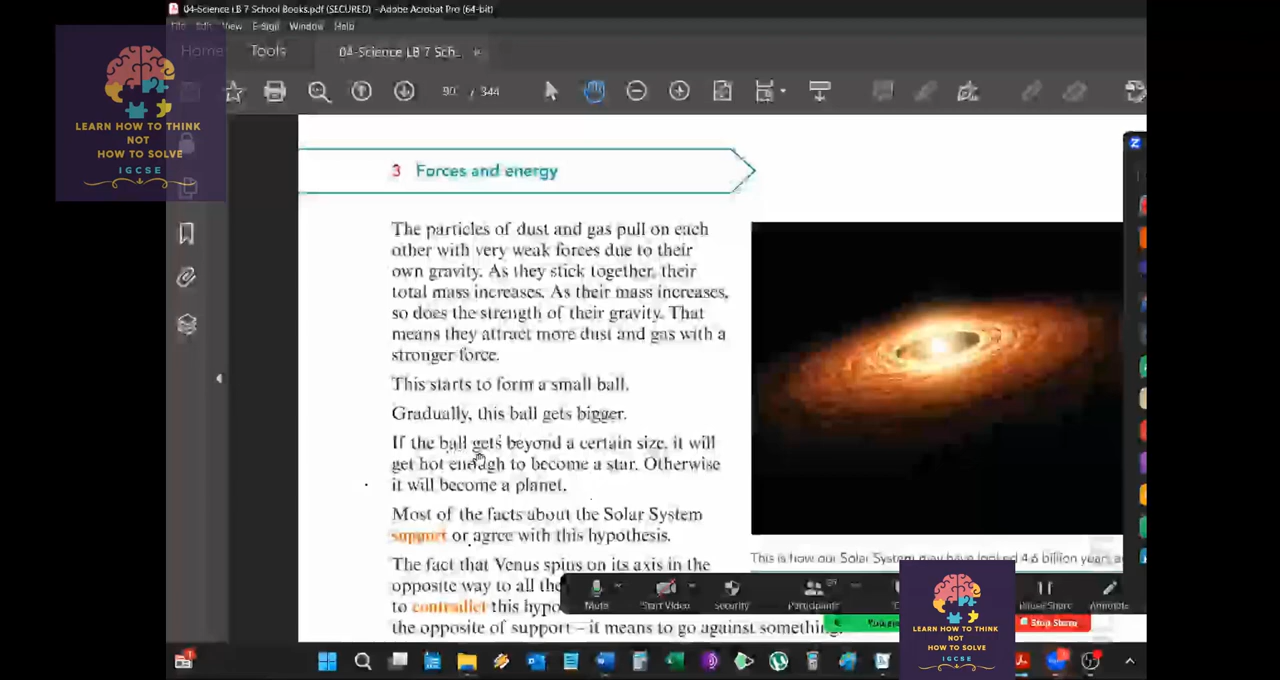 04-Science LB 7 School Books.pdf (SECURED) - Adobe Acrobat Pro (64-bit)
File Edit View E-Sign Window Help
Home Tools 04-Science LB 7 Sch...
90 / 344
LEARN HOW TO THINK
NOT
HOW TO SOLVE
IGCSE
3 Forces and energy
The particles of dust and gas pull on each
other with very weak forces due to their
own gravity. As they stick together, their
total mass increases. As their mass increases,
so does the strength of their gravity. That
means they attract more dust and gas with a
stronger force.
This starts to form a small ball.
Gradually, this ball gets bigger.
If the ball gets beyond a certain size, it will
get hot enough to become a star. Otherwise
it will become a planet.
Most of the facts about the Solar System
support or agree with this hypothesis.
The fact that Venus spins on its axis in the
opposite way to all the
to contradict this hypo
the opposite of support – it means to go against something.
This is how our Solar System may have looked 4.6 billion years a
Mute Start Video Security Participants Pause Share Annotate
Stop Share
LEARN HOW TO THINK
NOT
HOW TO SOLVE
IGCSE